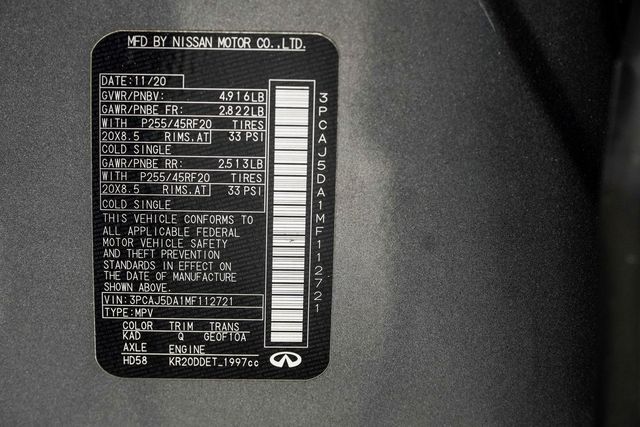 MFD BY NISSAN MOTOR CO.,LTD.
DATE:11/20
GVWR/PNBV: 4.916LB
GAWR/PNBE FR: 2.822LB
WITH P255/45RF20 TIRES
20X8.5 RIMS,AT 33 PSI
COLD SINGLE
GAWR/PNBE RR: 2.513LB
WITH P255/45RF20 TIRES
20X8.5 RIMS,AT 33 PSI
COLD SINGLE
THIS VEHICLE CONFORMS TO
ALL APPLICABLE FEDERAL
MOTOR VEHICLE SAFETY
AND THEFT PREVENTION
STANDARDS IN EFFECT ON
THE DATE OF MANUFACTURE
SHOWN ABOVE.
VIN: 3PCAJ5DA1MF112721
TYPE:MPV
COLOR TRIM TRANS
KAD Q GE0F10A
AXLE ENGINE
HD58 KR20DDET_1997cc
3PCAJ5DA1MF112721